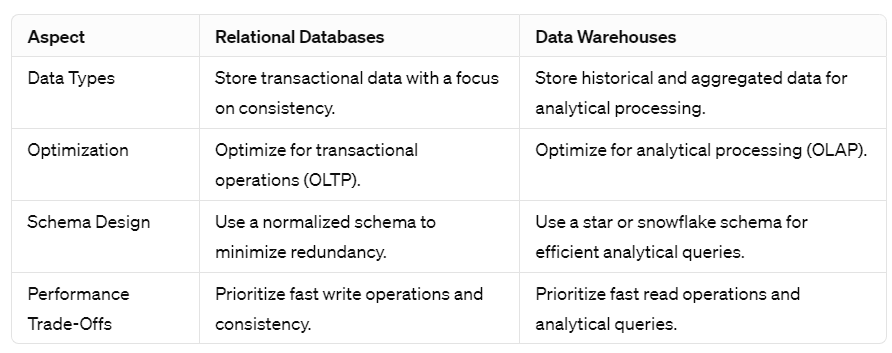 Aspect Relational Databases Data Warehouses
Data Types Store transactional data with a focus Store historical and aggregated data for
on consistency. analytical processing.
Optimization Optimize for transactional Optimize for analytical processing (OLAP).
operations (OLTP).
Schema Design Use a normalized schema to Use a star or snowflake schema for
minimize redundancy. efficient analytical queries.
Performance Prioritize fast write operations and Prioritize fast read operations and
Trade-Offs consistency. analytical queries.